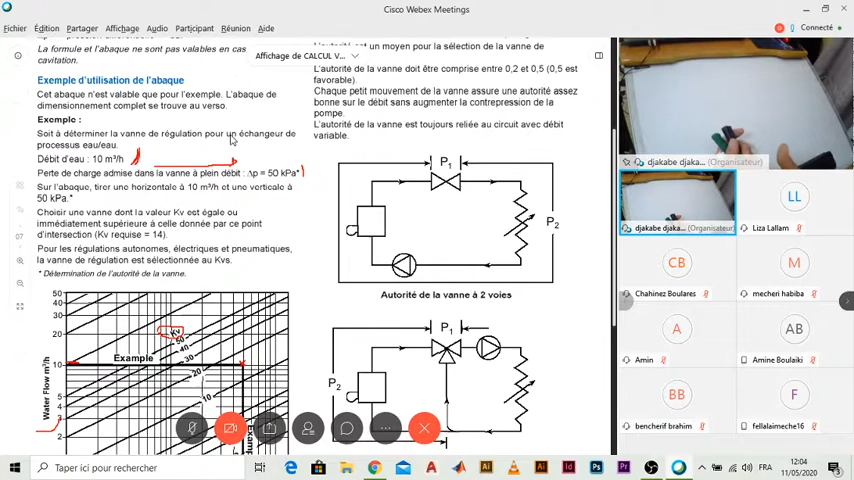 Cisco Webex Meetings
Fichier Édition Partager Affichage Audio Participant Réunion Aide
Connecté
Affichage de CALCUL V...
La formule et l'abaque ne sont pas valables en cas
cavitation.
Exemple d'utilisation de l'abaque
Cet abaque n'est valable que pour l'exemple. L'abaque de
dimensionnement complet se trouve au verso.
Exemple :
Soit à déterminer la vanne de régulation pour un échangeur de
processus eau/eau.
Débit d'eau : 10 m³/h
Perte de charge admise dans la vanne à plein débit : Δp = 50 kPa*
Sur l'abaque, tirer une horizontale à 10 m³/h et une verticale à
50 kPa.*
Choisir une vanne dont la valeur Kv est égale ou
immédiatement supérieure à celle donnée par ce point
d'intersection (Kv requise = 14).
Pour les régulations autonomes, électriques et pneumatiques,
la vanne de régulation est sélectionnée au Kvs.
* Détermination de l'autorité de la vanne.
50
40
30
20
10
5
4
3
2
Water Flow m³/h
Kv
50
40
30
20
10
Example
Examp
L'autorité est un moyen pour la sélection de la vanne de
L'autorité de la vanne doit être comprise entre 0,2 et 0,5 (0,5 est
favorable).
Chaque petit mouvement de la vanne assure une autorité assez
bonne sur le débit sans augmenter la contrepression de la
pompe.
L'autorité de la vanne est toujours reliée au circuit avec débit
variable.
P1
P2
Autorité de la vanne à 2 voies
P1
P2
07
djakabe djaka... (Organisateur)
djakabe djaku... (Organisateur)
LL
Liza Lallam
CB
Chahinez Boulares
M
mecheri habiba
A
Amin
AB
Amine Boulaiki
BB
bencherif brahim
F
fellalaimeche16
Taper ici pour rechercher
FRA
12:04
11/05/2020